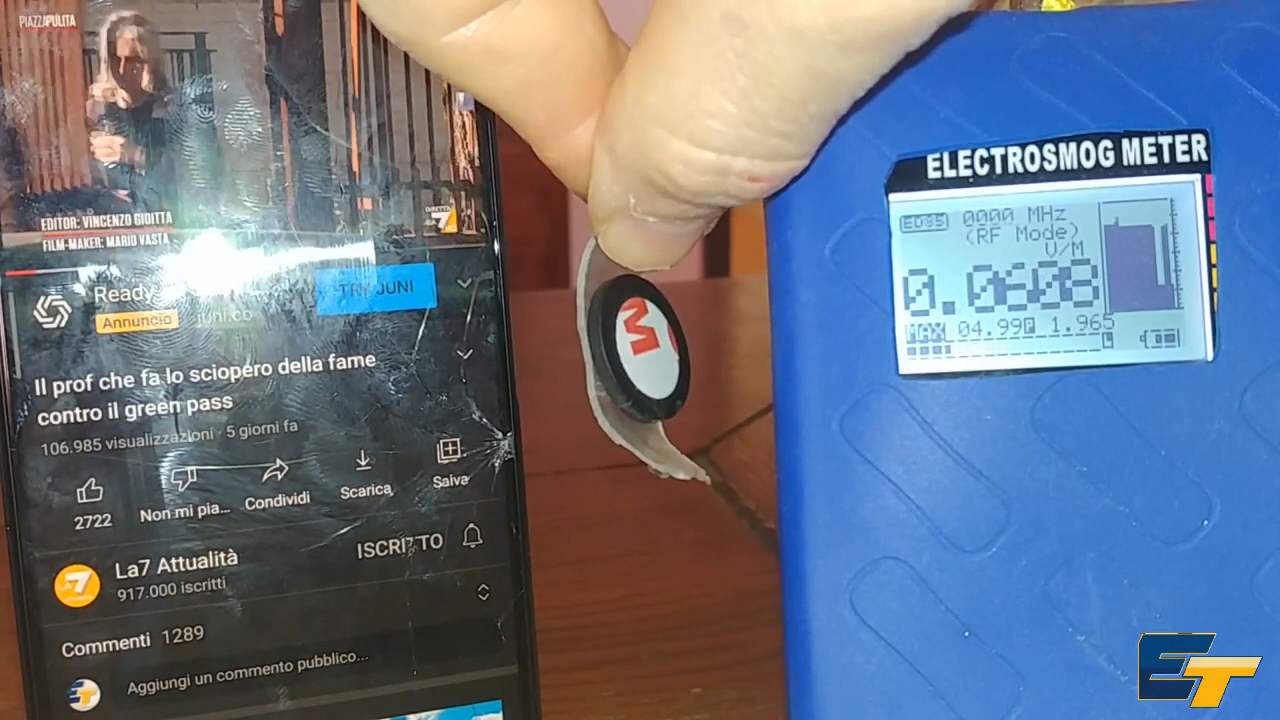 PIAZZAPULITA
EDITOR: VINCENZO GIOITTA
FILM-MAKER: MARIO VASTA
Ready
TRY JUNI
Annuncio juni.co
Il prof che fa lo sciopero della fame
contro il green pass
106.985 visualizzazioni · 5 giorni fa
2722
Non mi pia...
Condividi
Scarica
Salva
La7 Attualità
917.000 iscritti
ISCRITTO
Commenti 1289
Aggiungi un commento pubblico...
M
ELECTROSMOG METER
ED85 0000 MHz
(RF Mode)
V/M
0.0608
MAX 04.99 P 1.965
ET